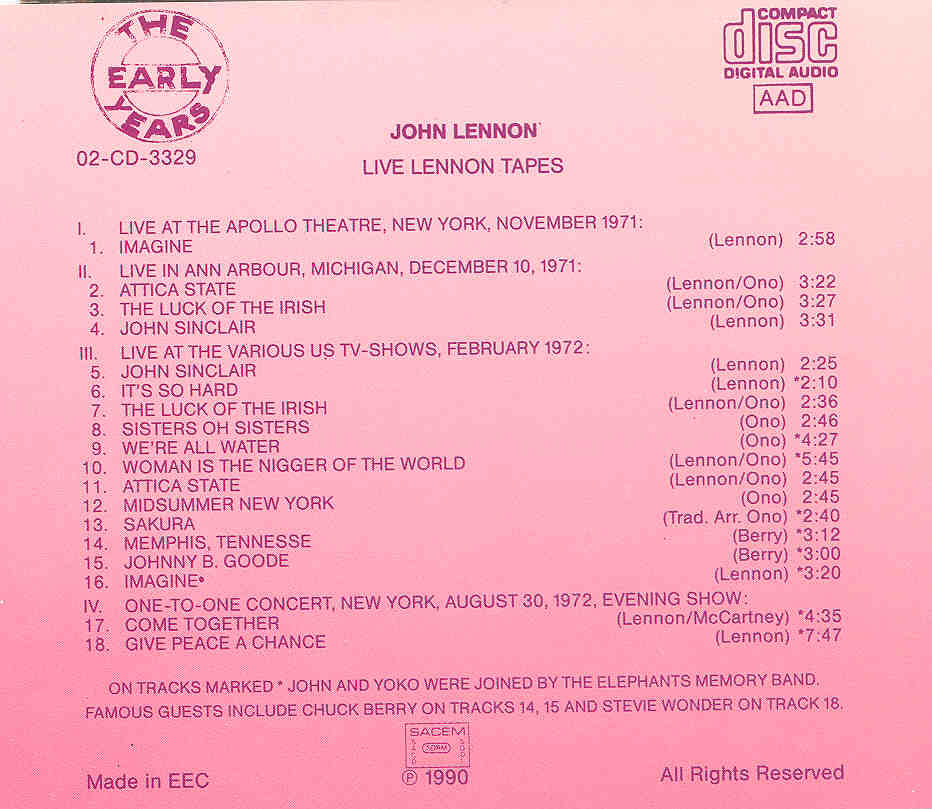 THE
EARLY
YEARS
COMPACT
disc
DIGITAL AUDIO
AAD
02-CD-3329
JOHN LENNON
LIVE LENNON TAPES
I. LIVE AT THE APOLLO THEATRE, NEW YORK, NOVEMBER 1971:
1. IMAGINE (Lennon) 2:58
II. LIVE IN ANN ARBOUR, MICHIGAN, DECEMBER 10, 1971:
2. ATTICA STATE (Lennon/Ono) 3:22
3. THE LUCK OF THE IRISH (Lennon/Ono) 3:27
4. JOHN SINCLAIR (Lennon) 3:31
III. LIVE AT THE VARIOUS US TV-SHOWS, FEBRUARY 1972:
5. JOHN SINCLAIR (Lennon) 2:25
6. IT'S SO HARD (Lennon) *2:10
7. THE LUCK OF THE IRISH (Lennon/Ono) 2:36
8. SISTERS OH SISTERS (Ono) 2:46
9. WE'RE ALL WATER (Ono) *4:27
10. WOMAN IS THE NIGGER OF THE WORLD (Lennon/Ono) *5:45
11. ATTICA STATE (Lennon/Ono) 2:45
12. MIDSUMMER NEW YORK (Ono) 2:45
13. SAKURA (Trad. Arr. Ono) *2:40
14. MEMPHIS, TENNESSE (Berry) *3:12
15. JOHNNY B. GOODE (Berry) *3:00
16. IMAGINE* (Lennon) *3:20
IV. ONE-TO-ONE CONCERT, NEW YORK, AUGUST 30, 1972, EVENING SHOW:
17. COME TOGETHER (Lennon/McCartney) *4:35
18. GIVE PEACE A CHANCE (Lennon) *7:47
ON TRACKS MARKED * JOHN AND YOKO WERE JOINED BY THE ELEPHANTS MEMORY BAND.
FAMOUS GUESTS INCLUDE CHUCK BERRY ON TRACKS 14, 15 AND STEVIE WONDER ON TRACK 18.
SACEM
SDRM
Made in EEC ℗ 1990 All Rights Reserved